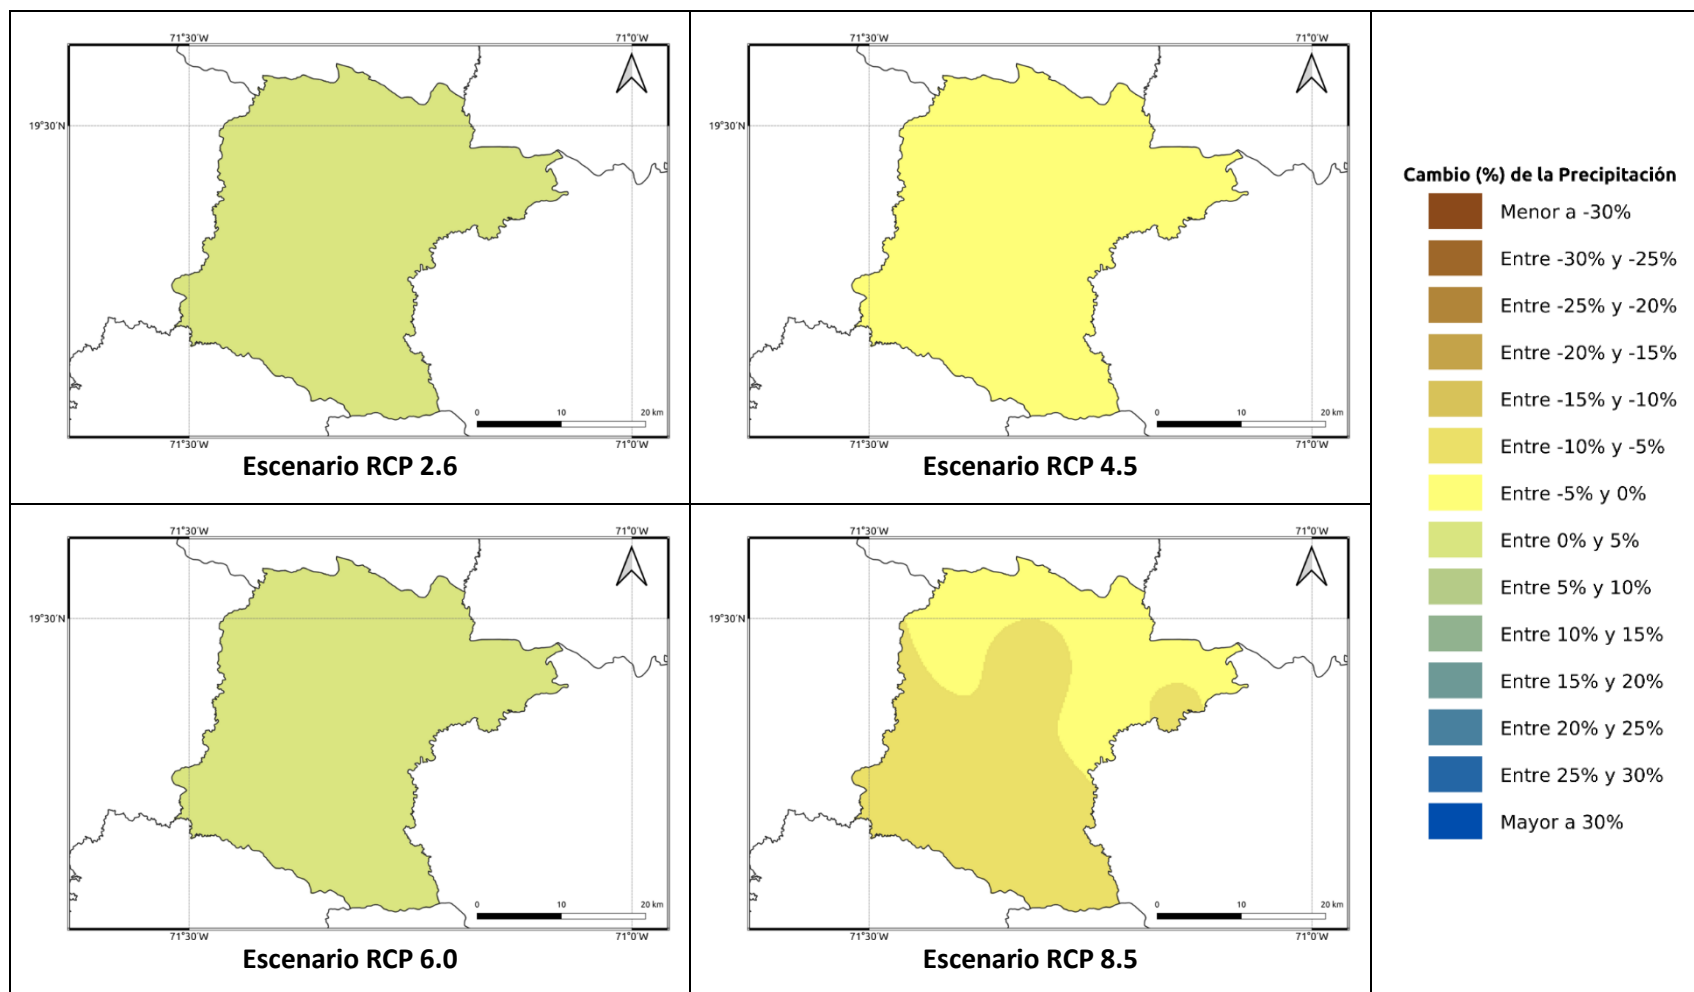 71°30'W
71°0'W
19°30'N
0
10
20 km
71°30'W
71°0'W
Escenario RCP 2.6
71°30'W
71°0'W
19°30'N
0
10
20 km
71°30'W
71°0'W
Escenario RCP 4.5
71°30'W
71°0'W
19°30'N
0
10
20 km
71°30'W
71°0'W
Escenario RCP 6.0
71°30'W
71°0'W
19°30'N
0
10
20 km
71°30'W
71°0'W
Escenario RCP 8.5
Cambio (%) de la Precipitación
Menor a -30%
Entre -30% y -25%
Entre -25% y -20%
Entre -20% y -15%
Entre -15% y -10%
Entre -10% y -5%
Entre -5% y 0%
Entre 0% y 5%
Entre 5% y 10%
Entre 10% y 15%
Entre 15% y 20%
Entre 20% y 25%
Entre 25% y 30%
Mayor a 30%